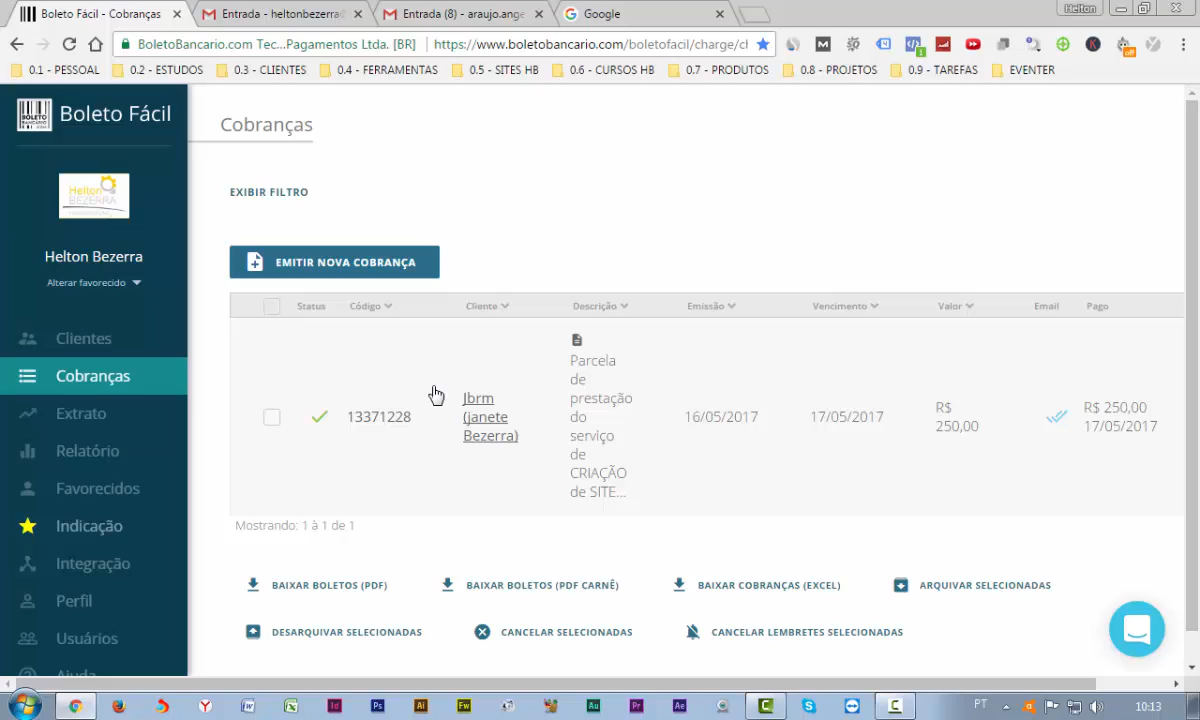 Boleto Fácil - Cobranças
Entrada - heltonbezerra@
Entrada (8) - araujo.ange
Google
Helton
BoletoBancario.com Tec...Pagamentos Ltda. [BR]
https://www.boletobancario.com/boletofacil/charge/cl
0.1 - PESSOAL
0.2 - ESTUDOS
0.3 - CLIENTES
0.4 - FERRAMENTAS
0.5 - SITES HB
0.6 - CURSOS HB
0.7 - PRODUTOS
0.8 - PROJETOS
0.9 - TAREFAS
EVENTER
BOLETO
BANCARIO
Boleto Fácil
Helton
BEZERRA
Helton Bezerra
Alterar favorecido
Clientes
Cobranças
Extrato
Relatório
Favorecidos
Indicação
Integração
Perfil
Usuários
Ajuda
Cobranças
EXIBIR FILTRO
EMITIR NOVA COBRANÇA
Status
Código
Cliente
Descrição
Emissão
Vencimento
Valor
Email
Pago
13371228
Jbrm
(janete
Bezerra)
Parcela
de
prestação
do
serviço
de
CRIAÇÃO
de SITE...
16/05/2017
17/05/2017
R$
250,00
R$ 250,00
17/05/2017
Mostrando: 1 à 1 de 1
BAIXAR BOLETOS (PDF)
BAIXAR BOLETOS (PDF CARNÊ)
BAIXAR COBRANÇAS (EXCEL)
ARQUIVAR SELECIONADAS
DESARQUIVAR SELECIONADAS
CANCELAR SELECIONADAS
CANCELAR LEMBRETES SELECIONADAS
PT
10:13